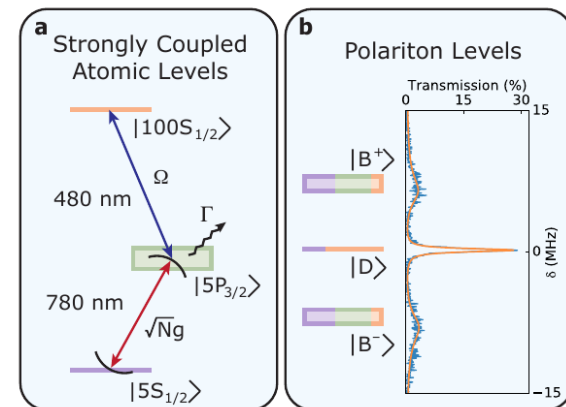 a
Strongly Coupled
Atomic Levels
|100S1/2⟩
480 nm
Ω
Γ
|5P3/2⟩
780 nm
√Ng
|5S1/2⟩
b
Polariton Levels
Transmission (%)
0 15 30
15
|B⁺⟩
0
|D⟩
δ (MHz)
|B⁻⟩
−15